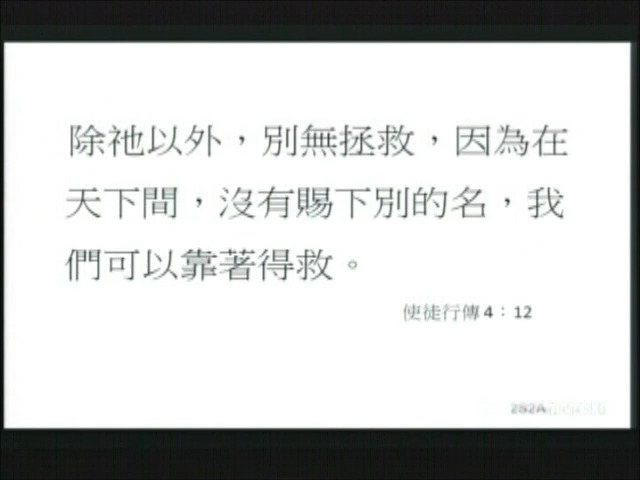 除祂以外，別無拯救，因為在
天下間，沒有賜下別的名，我
們可以靠著得救。
使徒行傳 4：12
282A